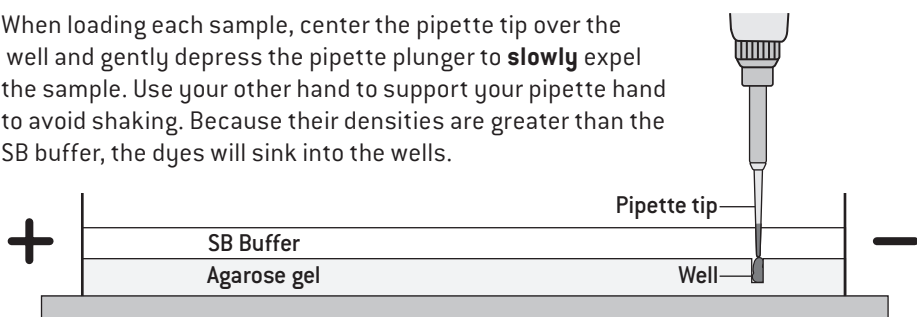 When loading each sample, center the pipette tip over the
well and gently depress the pipette plunger to slowly expel
the sample. Use your other hand to support your pipette hand
to avoid shaking. Because their densities are greater than the
SB buffer, the dyes will sink into the wells.
Pipette tip
+
SB Buffer
−
Agarose gel
Well